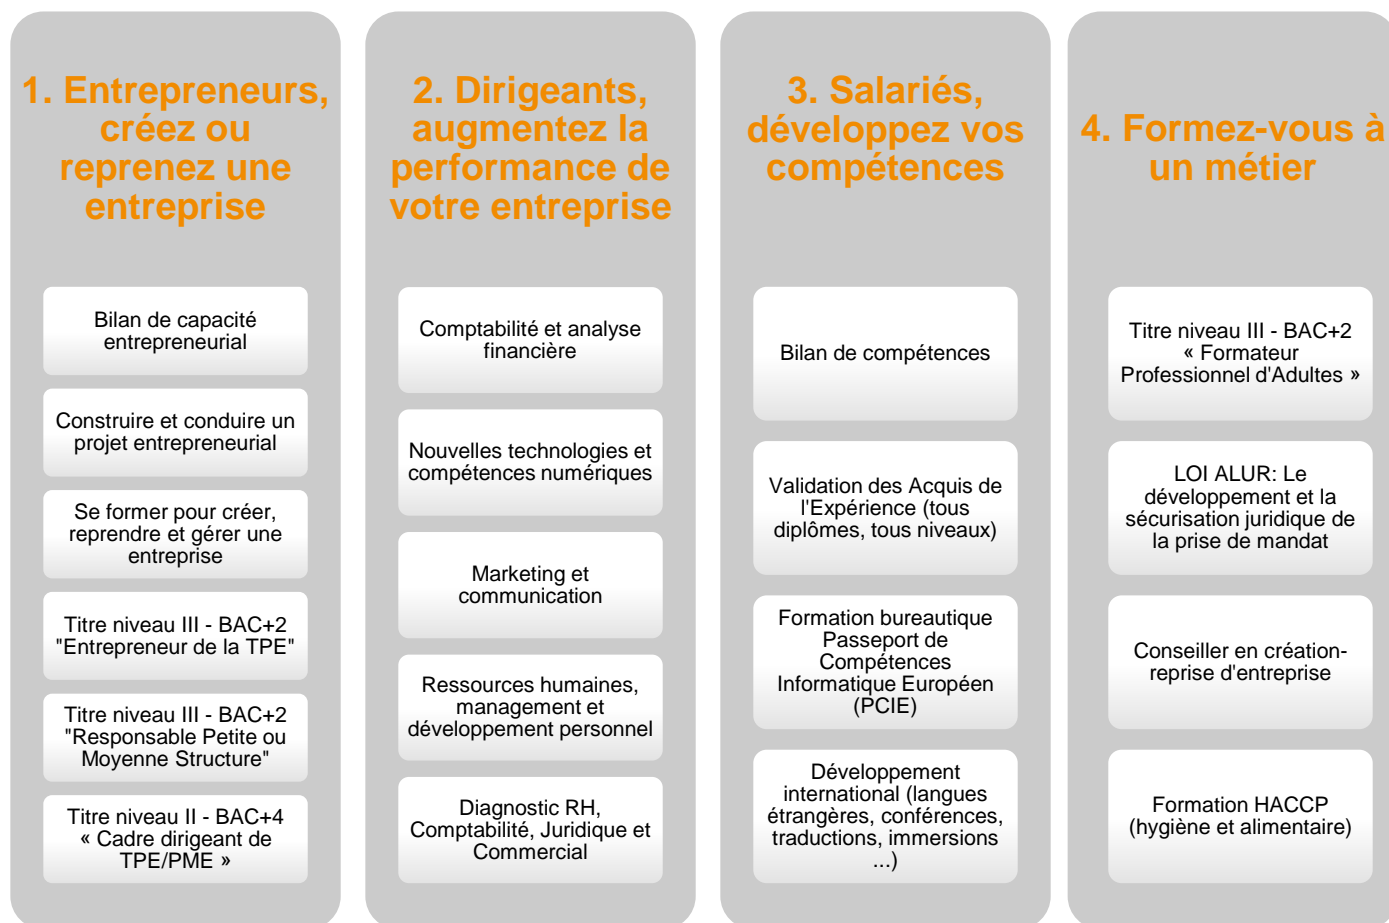 1. Entrepreneurs,
créez ou
reprenez une
entreprise
Bilan de capacité
entrepreneurial
Construire et conduire un
projet entrepreneurial
Se former pour créer,
reprendre et gérer une
entreprise
Titre niveau III - BAC+2
"Entrepreneur de la TPE"
Titre niveau III - BAC+2
"Responsable Petite ou
Moyenne Structure"
Titre niveau II - BAC+4
« Cadre dirigeant de
TPE/PME »
2. Dirigeants,
augmentez la
performance de
votre entreprise
Comptabilité et analyse
financière
Nouvelles technologies et
compétences numériques
Marketing et
communication
Ressources humaines,
management et
développement personnel
Diagnostic RH,
Comptabilité, Juridique et
Commercial
3. Salariés,
développez vos
compétences
Bilan de compétences
Validation des Acquis de
l'Expérience (tous
diplômes, tous niveaux)
Formation bureautique
Passeport de
Compétences
Informatique Européen
(PCIE)
Développement
international (langues
étrangères, conférences,
traductions, immersions
...)
4. Formez-vous à
un métier
Titre niveau III - BAC+2
« Formateur
Professionnel d'Adultes »
LOI ALUR: Le
développement et la
sécurisation juridique de
la prise de mandat
Conseiller en création-
reprise d'entreprise
Formation HACCP
(hygiène et alimentaire)